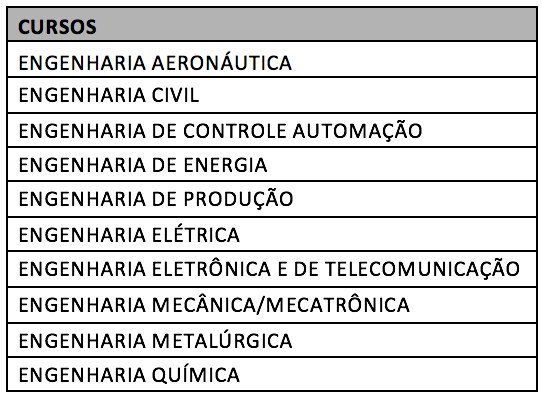 CURSOS
ENGENHARIA AERONÁUTICA
ENGENHARIA CIVIL
ENGENHARIA DE CONTROLE AUTOMAÇÃO
ENGENHARIA DE ENERGIA
ENGENHARIA DE PRODUÇÃO
ENGENHARIA ELÉTRICA
ENGENHARIA ELETRÔNICA E DE TELECOMUNICAÇÃO
ENGENHARIA MECÂNICA/MECATRÔNICA
ENGENHARIA METALÚRGICA
ENGENHARIA QUÍMICA